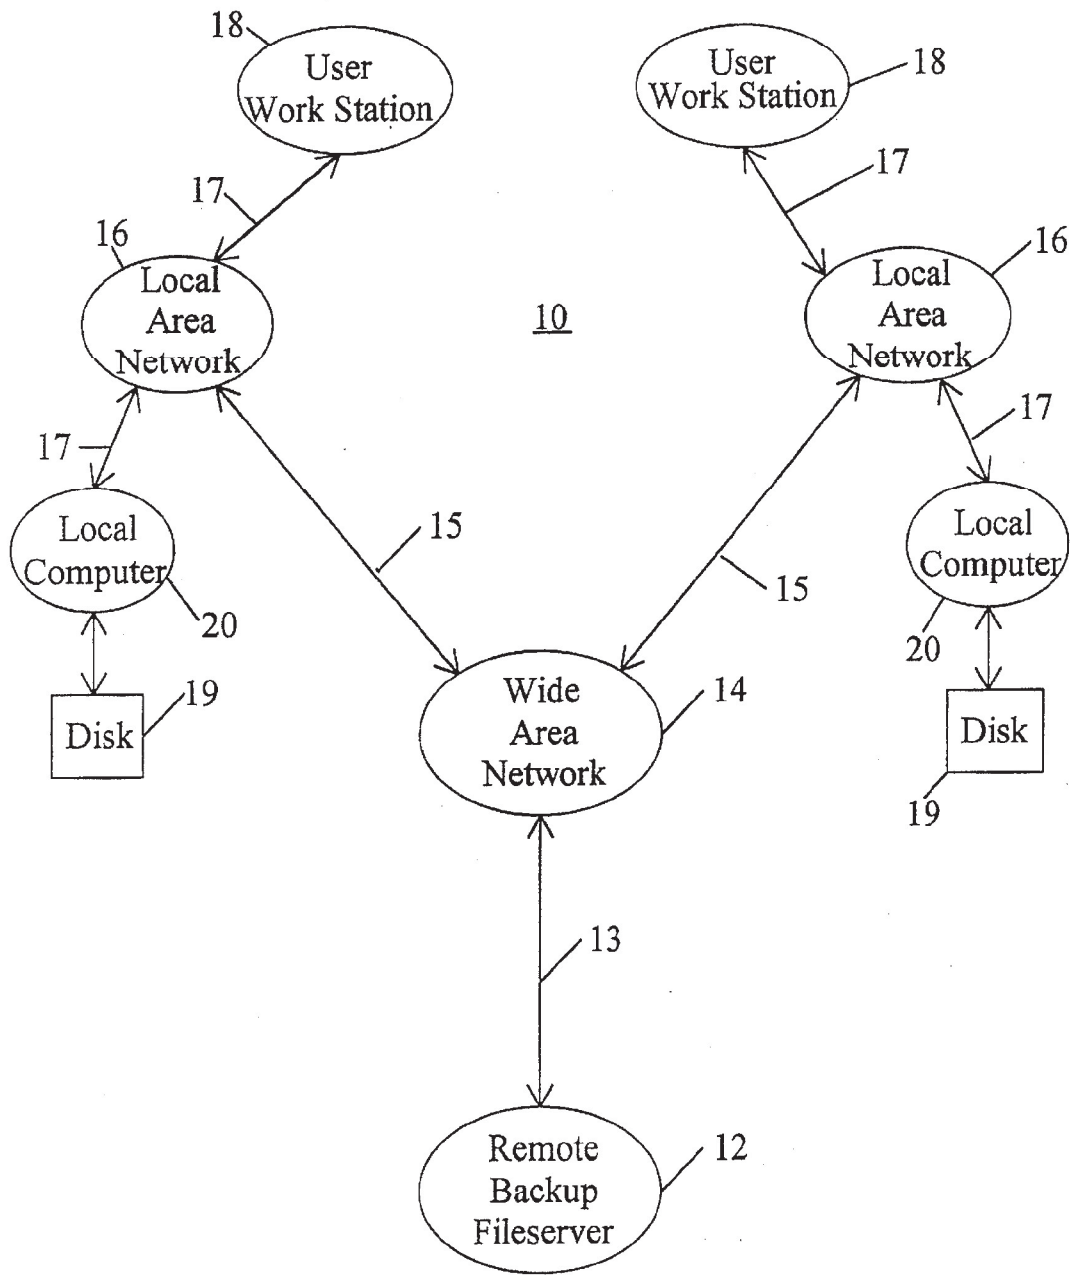 18
User
Work Station
User
Work Station
18
17
17
16
Local
Area
Network
16
Local
Area
Network
10
17
17
Local
Computer
20
15
15
Local
Computer
20
Disk
19
Wide
Area
Network
14
Disk
19
13
Remote
Backup
Fileserver
12